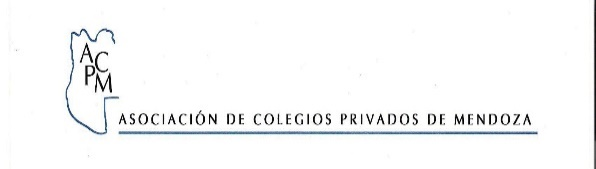 AC
PM
ASOCIACIÓN DE COLEGIOS PRIVADOS DE MENDOZA